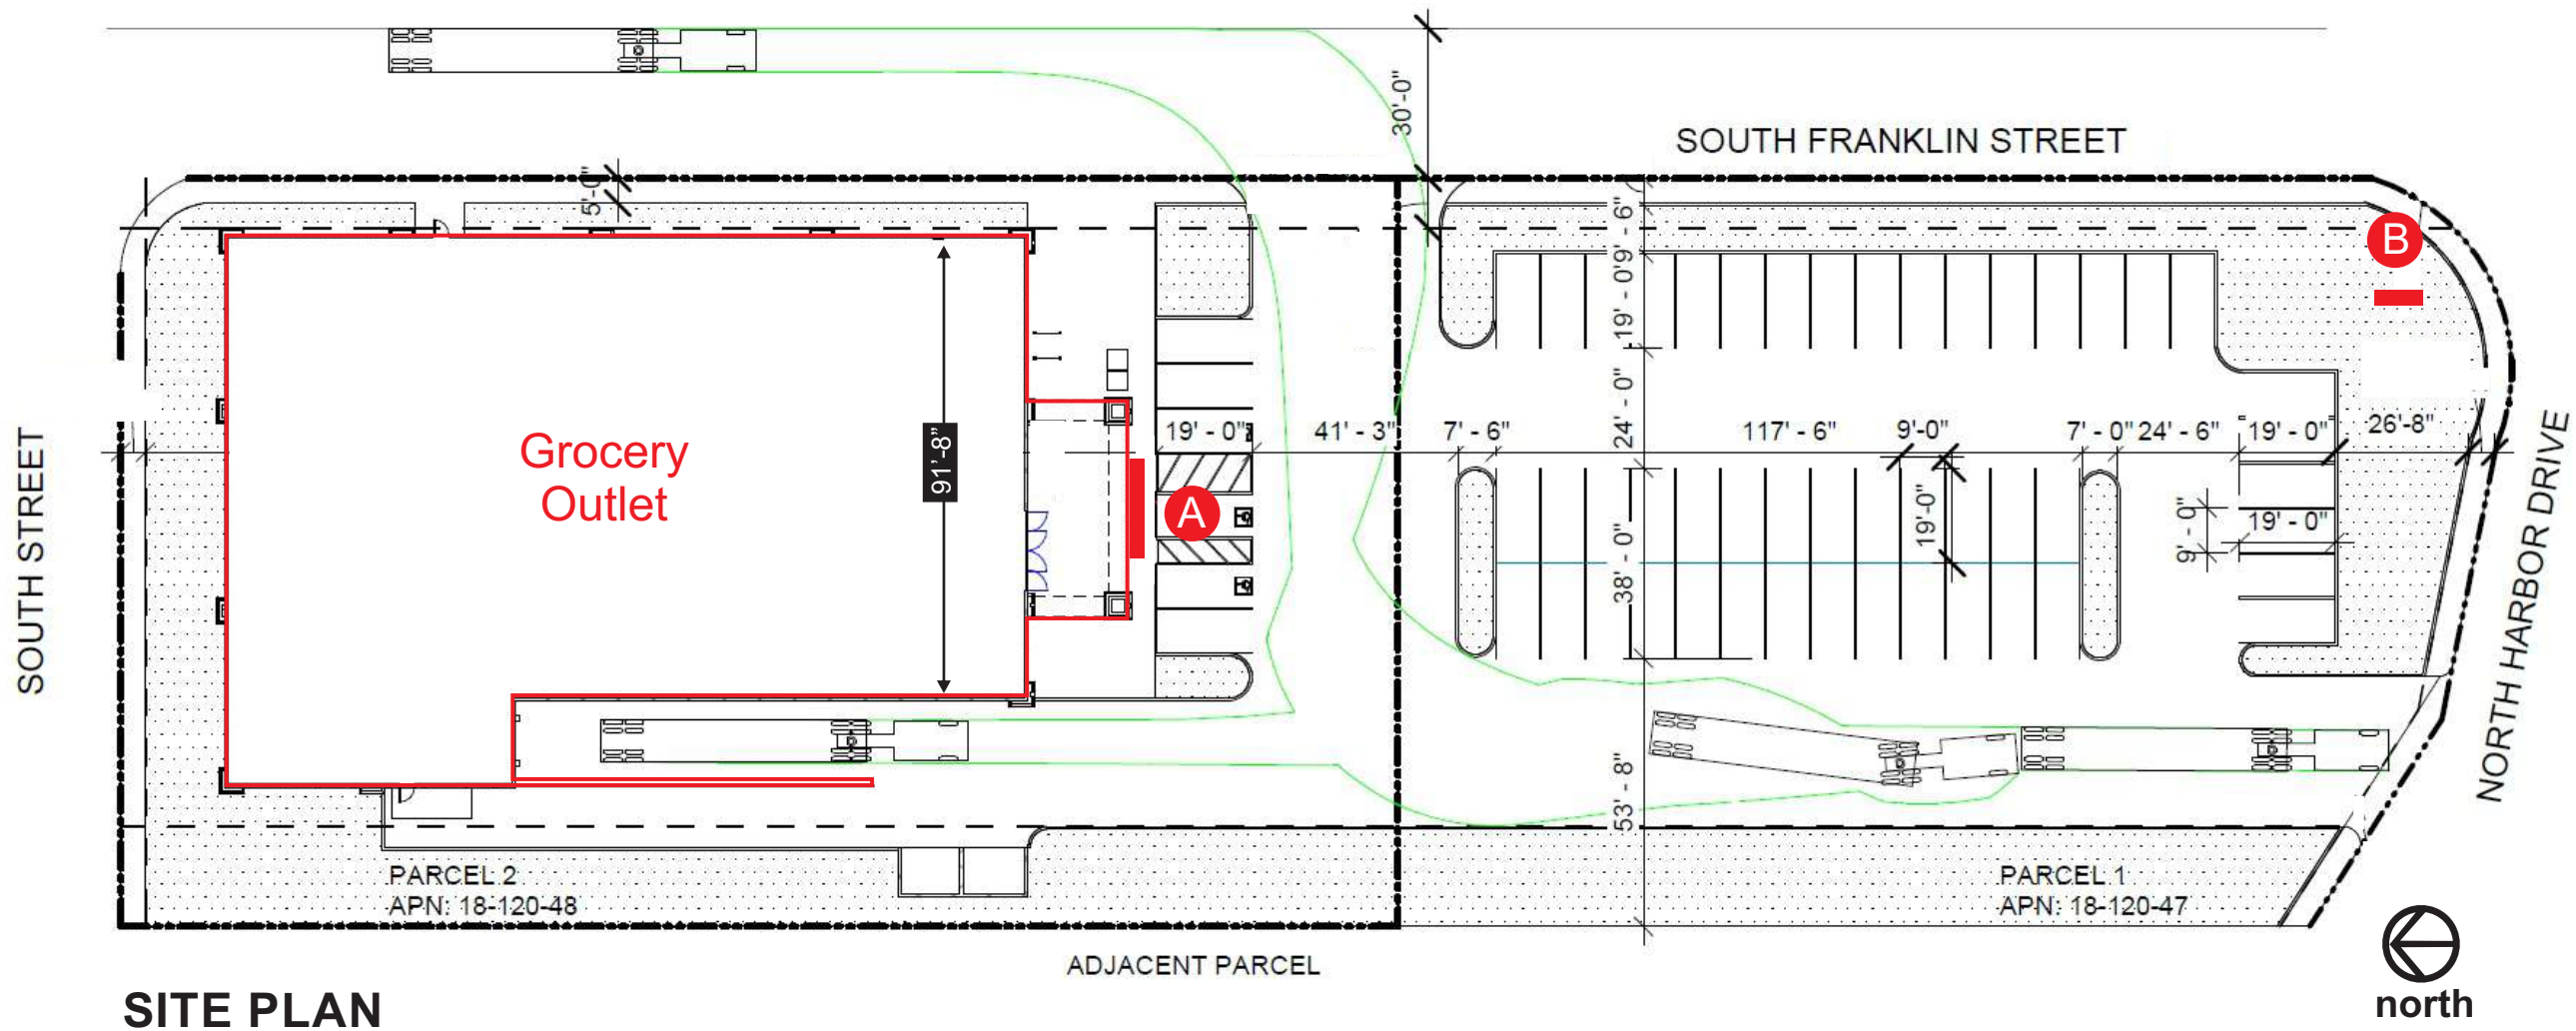 30'-0"
SOUTH FRANKLIN STREET
5'-0"
9'-6"
B
19' - 0"
24' - 0"
91'-8"
19' - 0"
41' - 3"
7' - 6"
117' - 6"
9'-0"
7' - 0"
24' - 6"
19' - 0"
26'-8"
Grocery
Outlet
A
19'-0"
9' - 0"
19' - 0"
38' - 0"
SOUTH STREET
NORTH HARBOR DRIVE
53' - 8"
PARCEL 2
APN: 18-120-48
PARCEL 1
APN: 18-120-47
ADJACENT PARCEL
SITE PLAN
north